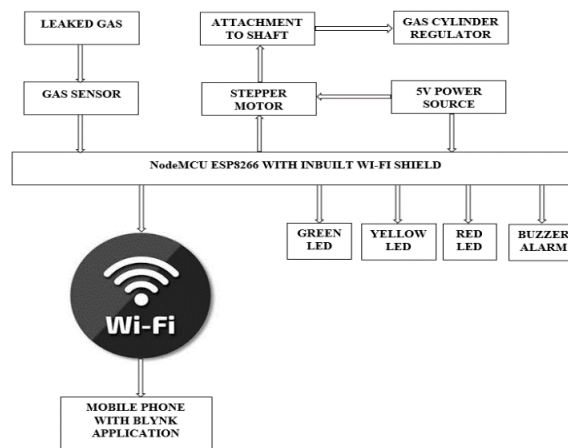 LEAKED GAS
ATTACHMENT
TO SHAFT
GAS CYLINDER
REGULATOR
GAS SENSOR
STEPPER
MOTOR
5V POWER
SOURCE
NodeMCU ESP8266 WITH INBUILT WI-FI SHIELD
GREEN
LED
YELLOW
LED
RED
LED
BUZZER
ALARM
Wi-Fi
MOBILE PHONE
WITH BLYNK
APPLICATION